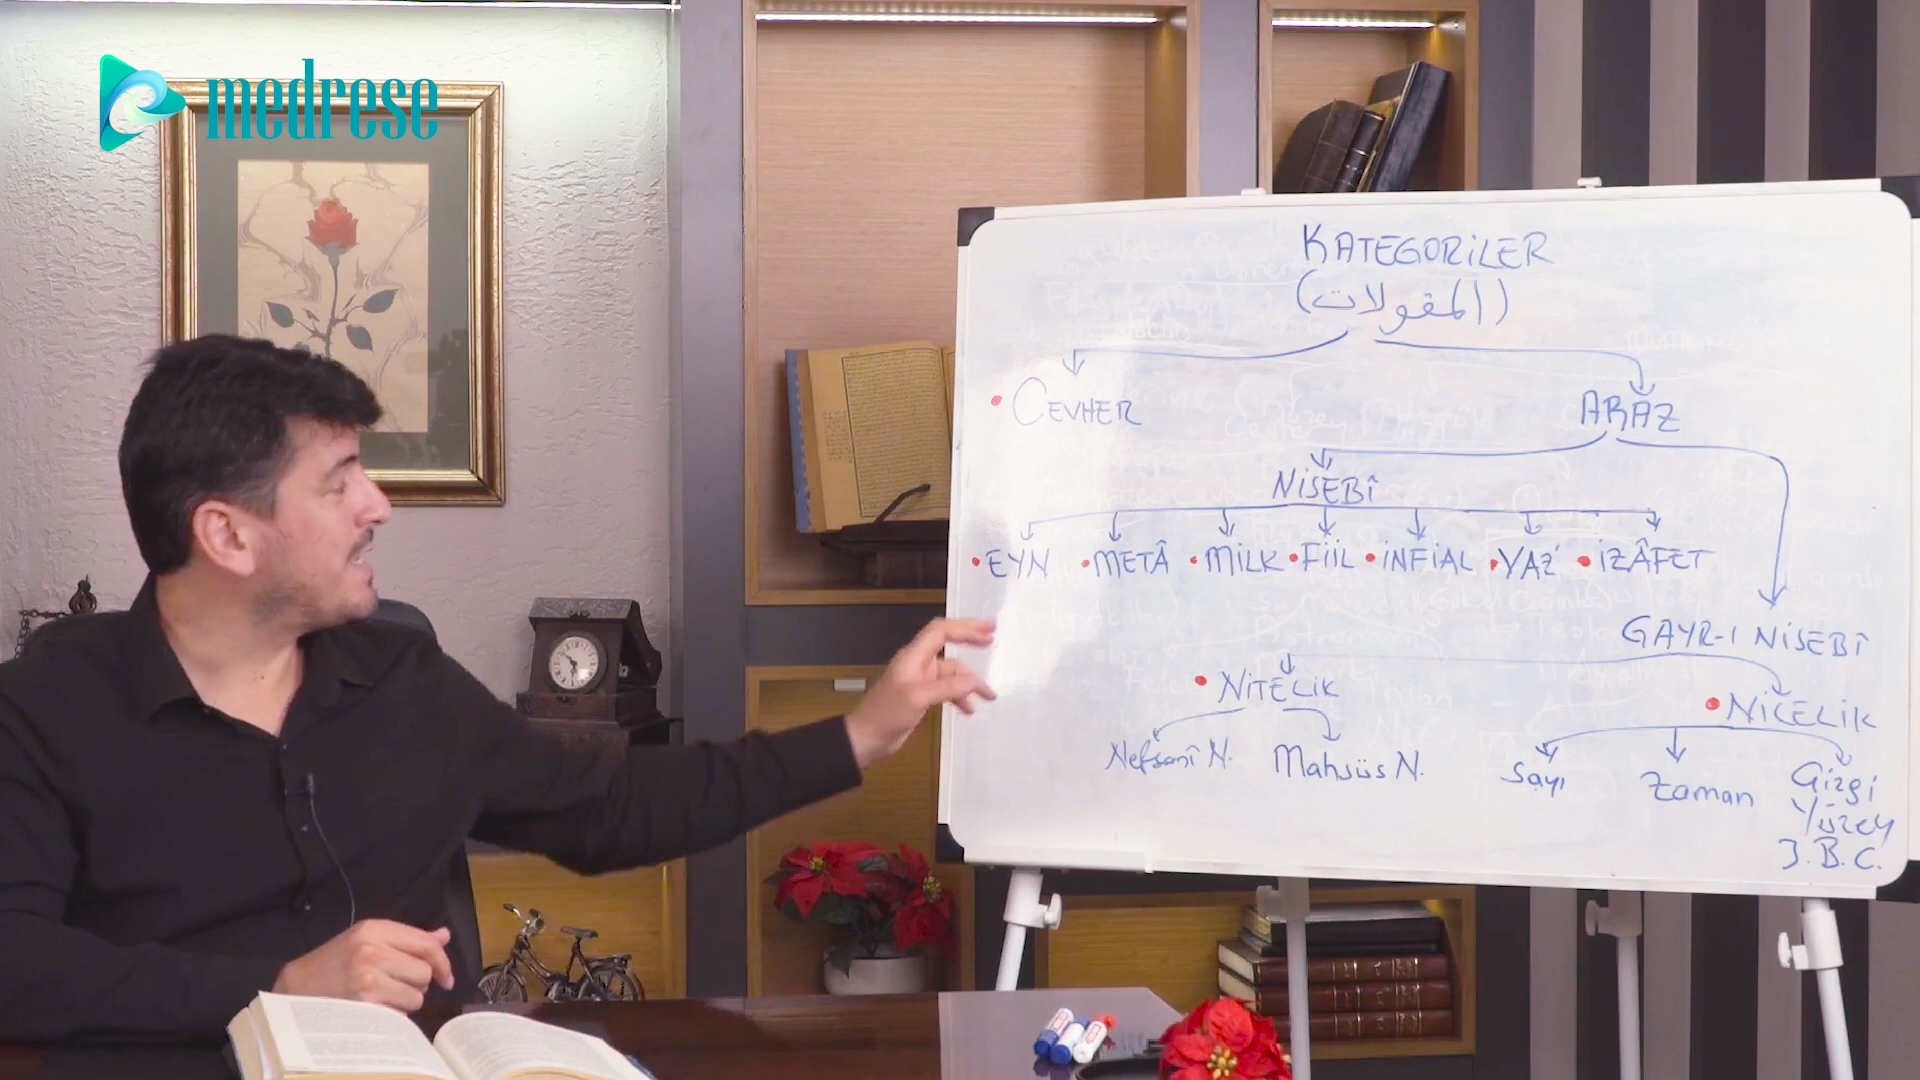 medrese
KATEGORİLER
(المقولات)
CEVHER
ARAZ
NİSEBÎ
EYN METÂ MİLK FİİL İNFİAL VAZ' İZÂFET
GAYR-I NİSEBÎ
NİTELİK
NİCELİK
Nefsanî N. Mahsüs N.
Sayı Zaman Çizgi
Yüzey
3.B.C.